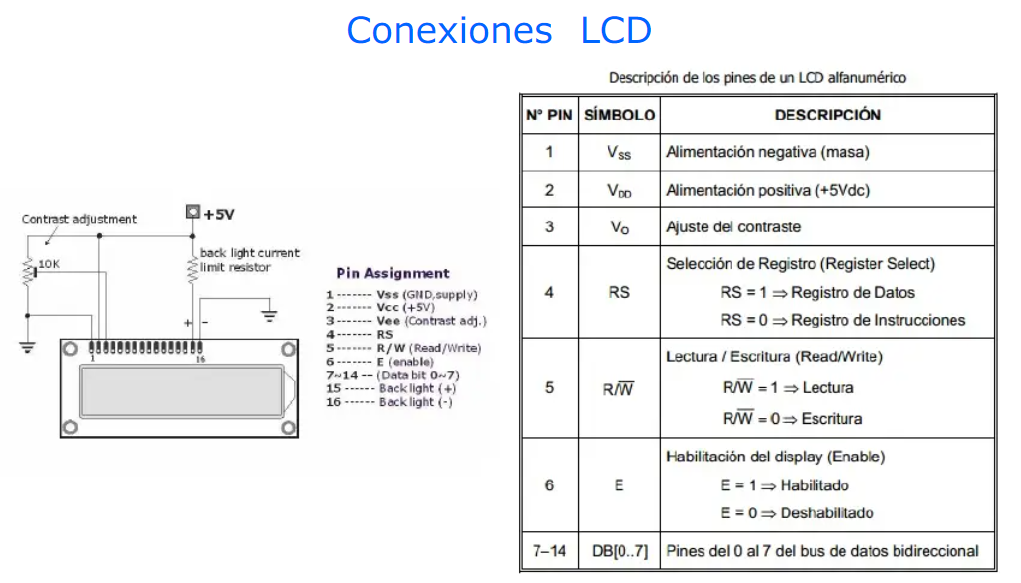 Conexiones LCD
Contrast adjustment
+5V
10K
back light current
limit resistor
+ -
1
16
Pin Assignment
1 ------- Vss (GND,supply)
2 ------- Vcc (+5V)
3 ------- Vee (Contrast adj.)
4 ------- RS
5 ------- R/W (Read/Write)
6 ------- E (enable)
7~14 -- (Data bit 0~7)
15 ------ Back light (+)
16 ------ Back light (-)
Descripción de los pines de un LCD alfanumérico
N° PIN SÍMBOLO DESCRIPCIÓN
1 VSS Alimentación negativa (masa)
2 VDD Alimentación positiva (+5Vdc)
3 VO Ajuste del contraste
4 RS Selección de Registro (Register Select)
RS = 1 ⇒ Registro de Datos
RS = 0 ⇒ Registro de Instrucciones
5 R/W̅ Lectura / Escritura (Read/Write)
R/W̅ = 1 ⇒ Lectura
R/W̅ = 0 ⇒ Escritura
6 E Habilitación del display (Enable)
E = 1 ⇒ Habilitado
E = 0 ⇒ Deshabilitado
7–14 DB[0..7] Pines del 0 al 7 del bus de datos bidireccional